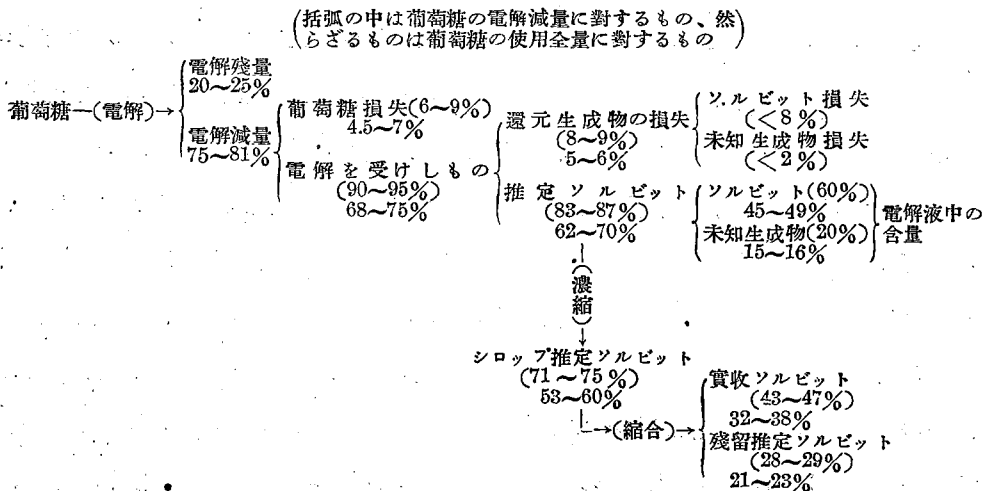 (括弧の中は葡萄糖の電解減量に對するもの、然
らざるものは葡萄糖の使用全量に對するもの)
葡萄糖—(電解)→
電解殘量
20~25%
電解減量
75~81%
葡萄糖損失(6~9%)
4.5~7%
電解を受けしもの
(90~95%)
68~75%
還元生成物の損失
(8~9%)
5~6%
推定ソルビット
(83~87%)
62~70%
ソルビット損失
(<8%)
未知生成物損失
(<2%)
ソルビット(60%)
45~49%
未知生成物(20%)
15~16%
電解液中の
含量
(濃縮)
シロップ推定ソルビット
(71~75%)
53~60%
→(縮合)→
實收ソルビット
(43~47%)
32~38%
殘留推定ソルビット
(28~29%)
21~23%